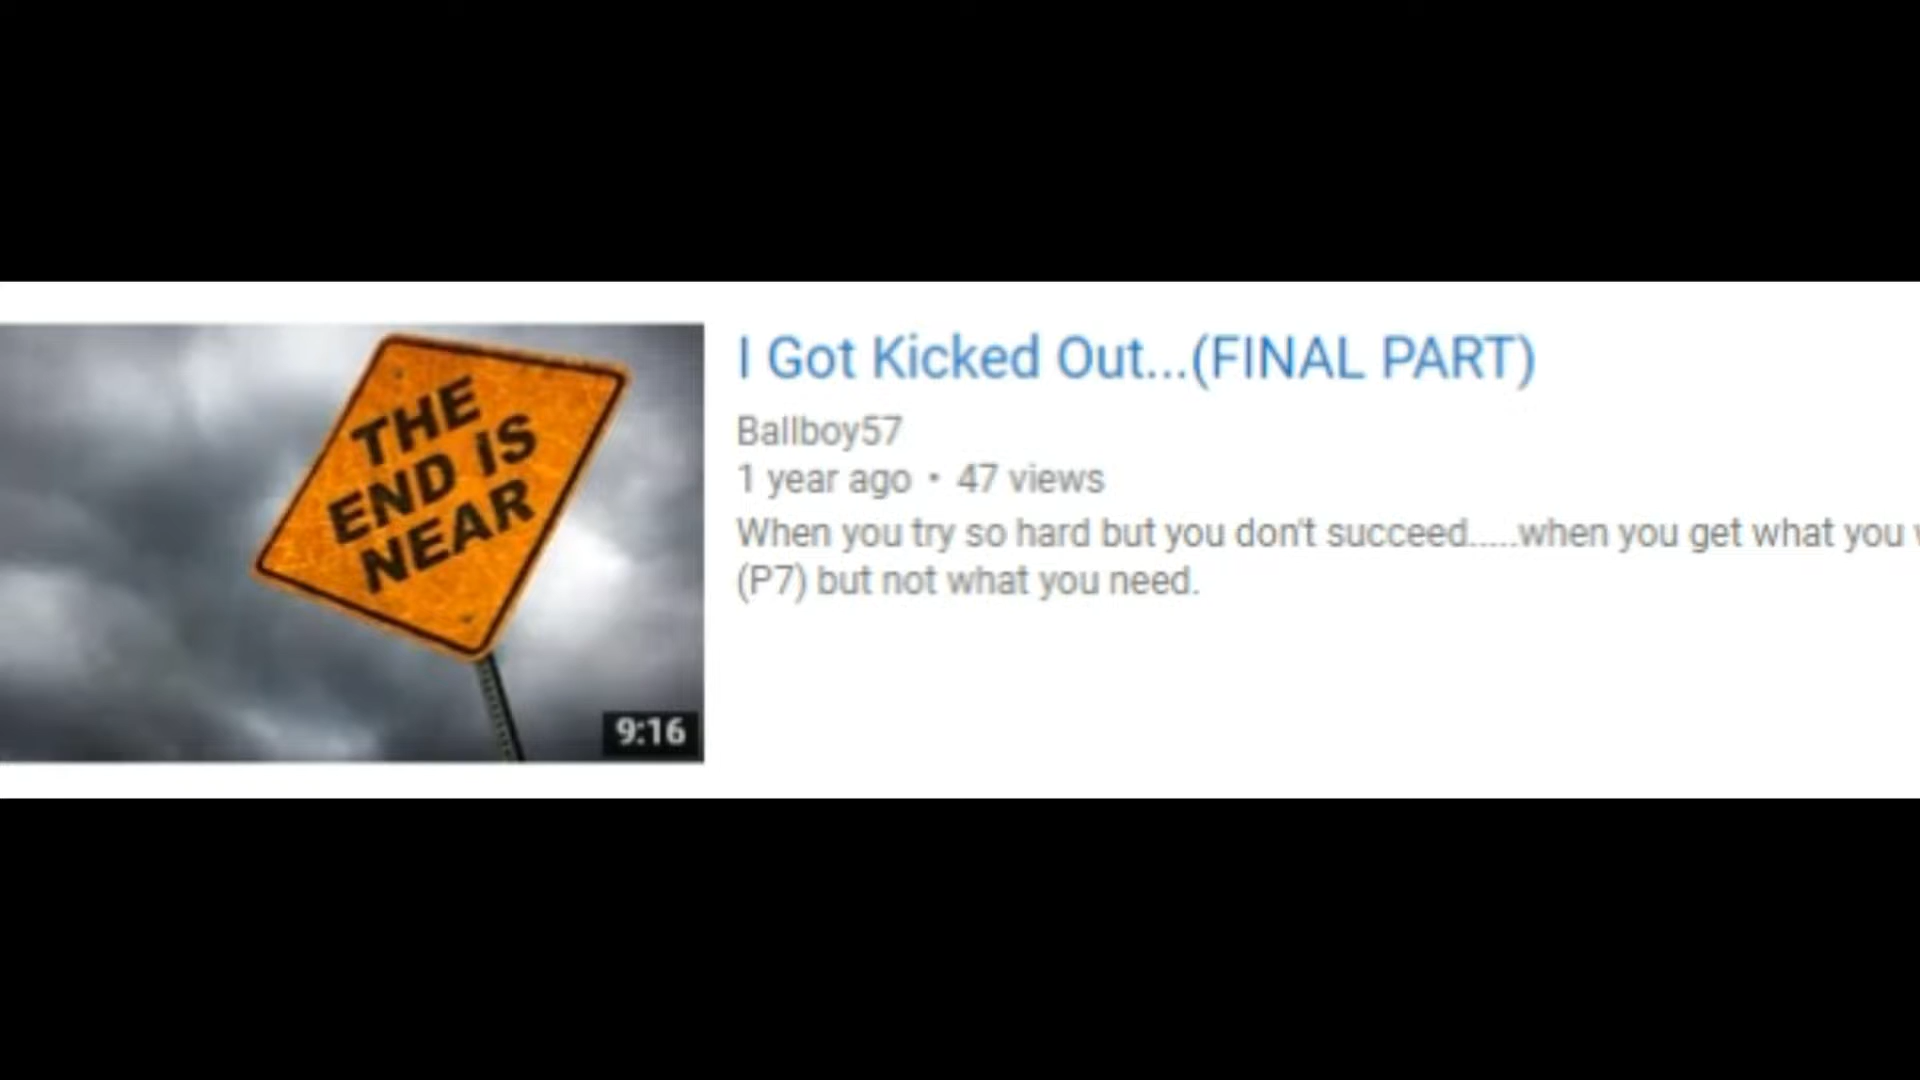 THE
END IS
NEAR
9:16
I Got Kicked Out...(FINAL PART)
Ballboy57
1 year ago • 47 views
When you try so hard but you don't succeed.....when you get what you
(P7) but not what you need.